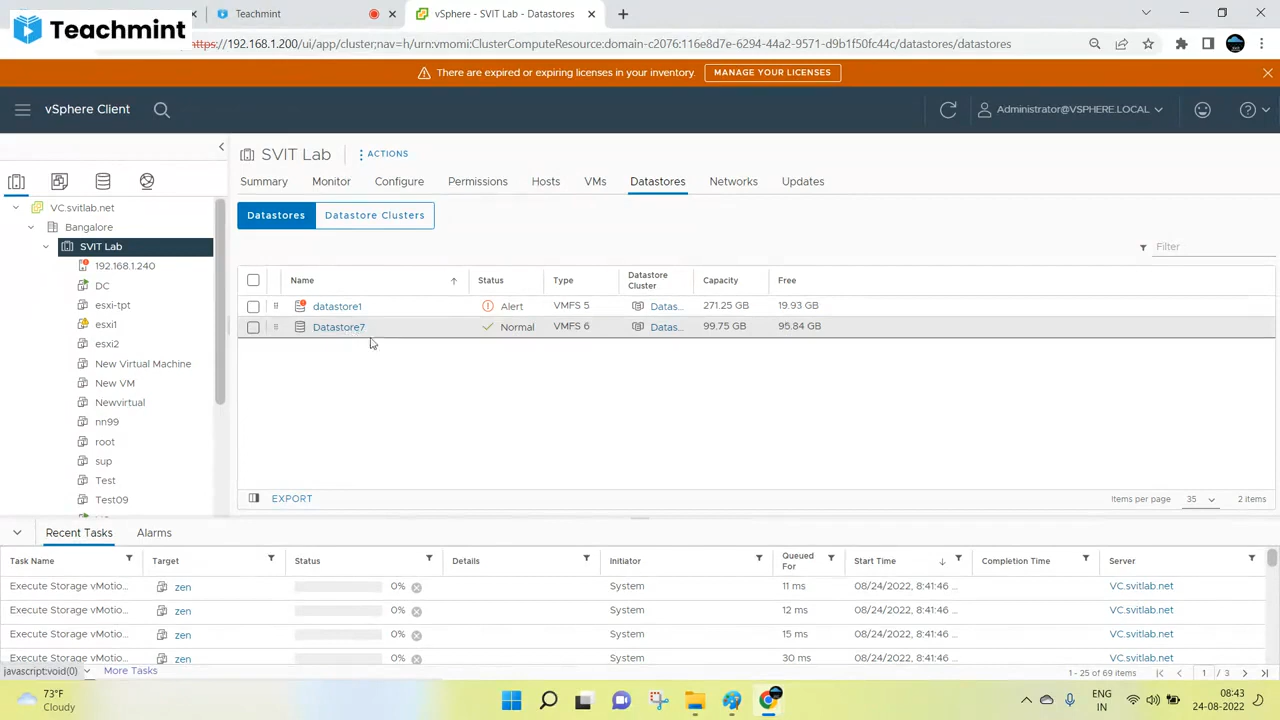 Teachmint
Teachmint
vSphere - SVIT Lab - Datastores
https://192.168.1.200/ui/app/cluster;nav=h/urn:vmomi:ClusterComputeResource:domain-c2076:116e8d7e-6294-44a2-9571-d9b1f50fc44c/datastores/datastores
There are expired or expiring licenses in your inventory.
MANAGE YOUR LICENSES
vSphere Client
Administrator@VSPHERE.LOCAL
SVIT Lab
ACTIONS
Summary Monitor Configure Permissions Hosts VMs Datastores Networks Updates
VC.svitlab.net
Bangalore
SVIT Lab
192.168.1.240
DC
esxi-tpt
esxi1
esxi2
New Virtual Machine
New VM
Newvirtual
nn99
root
sup
Test
Test09
Datastores Datastore Clusters
Filter
Name Status Type Datastore Cluster Capacity Free
datastore1 Alert VMFS 5 Datas... 271.25 GB 19.93 GB
Datastore7 Normal VMFS 6 Datas... 99.75 GB 95.84 GB
EXPORT
Items per page 35 2 items
Recent Tasks Alarms
Task Name Target Status Details Initiator Queued For Start Time Completion Time Server
Execute Storage vMotio... zen 0% System 11 ms 08/24/2022, 8:41:46 ... VC.svitlab.net
Execute Storage vMotio... zen 0% System 12 ms 08/24/2022, 8:41:46 ... VC.svitlab.net
Execute Storage vMotio... zen 0% System 15 ms 08/24/2022, 8:41:46 ... VC.svitlab.net
Execute Storage vMotio... zen 0% System 30 ms 08/24/2022, 8:41:46 ... VC.svitlab.net
javascript:void(0) More Tasks
1 - 25 of 69 items 1 / 3
73°F
Cloudy
ENG
IN
08:43
24-08-2022